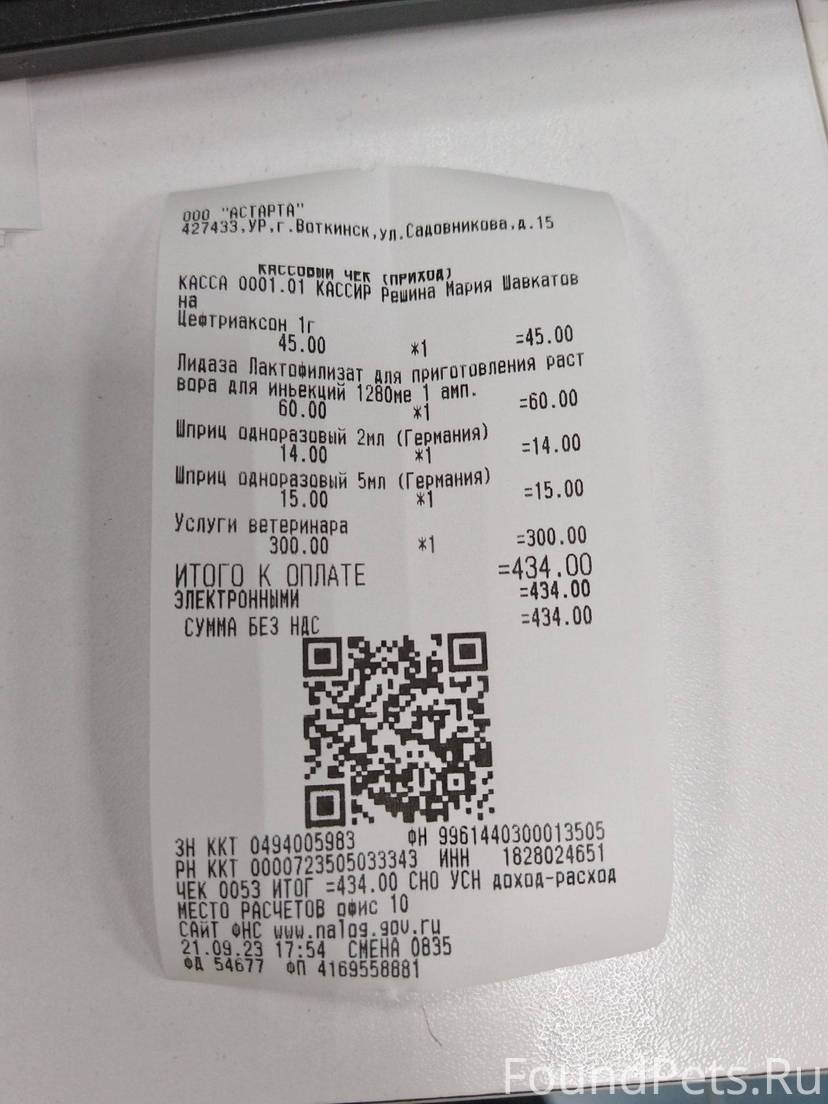 ООО "АСТАРТА"
427433,УР,г.Воткинск,ул.Садовникова,д.15
КАССОВЫЙ ЧЕК (ПРИХОД)
КАССА 0001.01 КАССИР Решина Мария Шавкатов
на
Цефтриаксон 1г
45.00 *1 =45.00
Лидаза Лактофилизат для приготовления раст
вора для иньекций 1280ме 1 амп.
60.00 *1 =60.00
Шприц одноразовый 2мл (Германия)
14.00 *1 =14.00
Шприц одноразовый 5мл (Германия)
15.00 *1 =15.00
Услуги ветеринара
300.00 *1 =300.00
ИТОГО К ОПЛАТЕ =434.00
ЭЛЕКТРОННЫМИ =434.00
СУММА БЕЗ НДС =434.00
ЗН ККТ 0494005983 ФН 9961440300013505
РН ККТ 0000723505033343 ИНН 1828024651
ЧЕК 0053 ИТОГ =434.00 СНО УСН доход-расход
МЕСТО РАСЧЕТОВ офис 10
САЙТ ФНС www.nalog.gov.ru
21.09.23 17:54 СМЕНА 0835
ФД 54677 ФП 4169558881
FoundPets.Ru